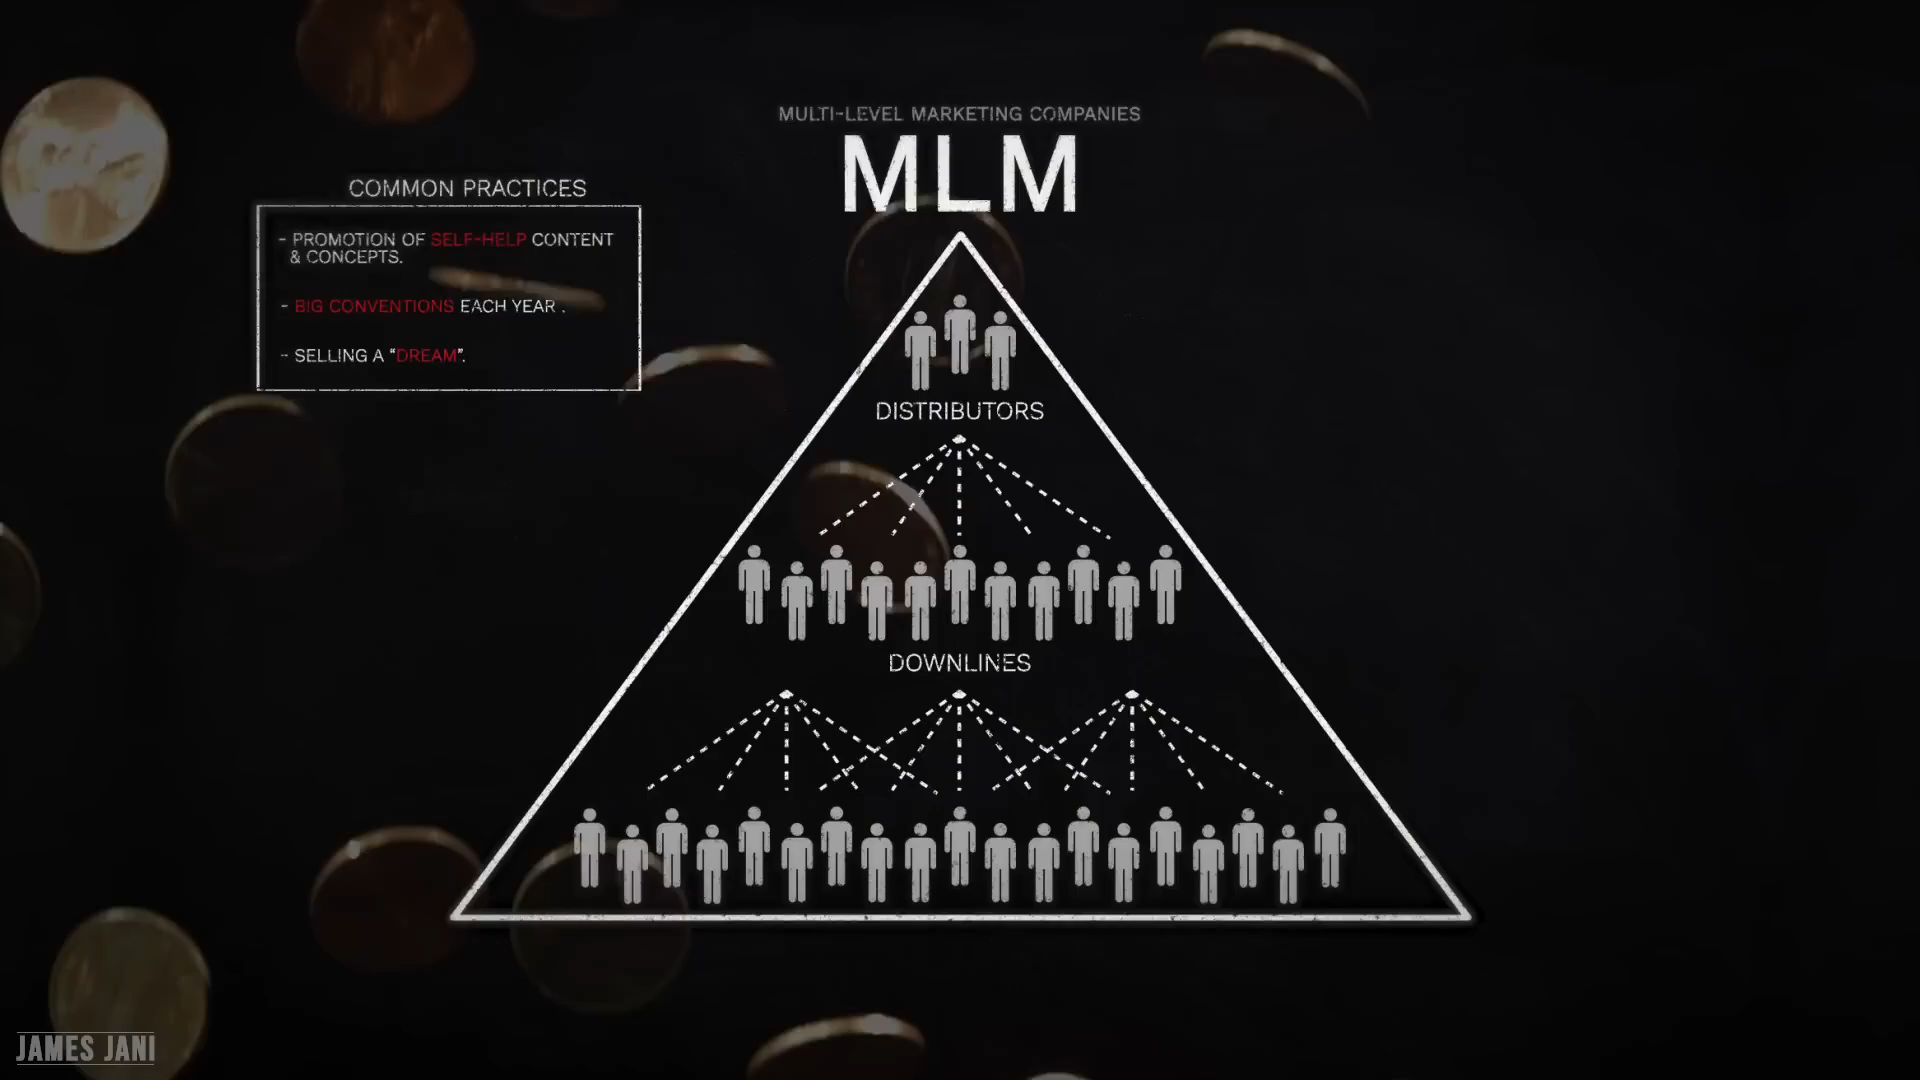 MULTI-LEVEL MARKETING COMPANIES
MLM
COMMON PRACTICES
- PROMOTION OF SELF-HELP CONTENT
& CONCEPTS.
- BIG CONVENTIONS EACH YEAR .
- SELLING A "DREAM".
DISTRIBUTORS
DOWNLINES
JAMES JANI